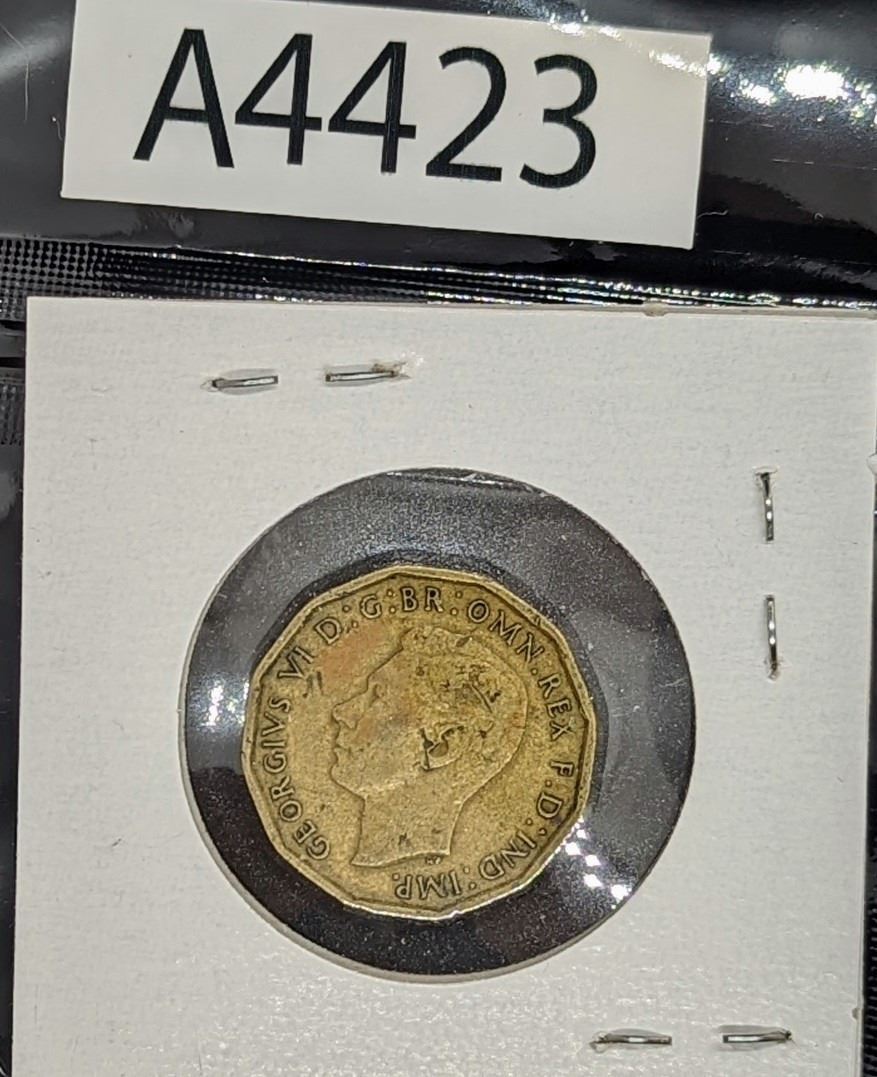 A4423
GEORGIVS VI D:G:BR:OMN.REX F.D:IND:IMP.